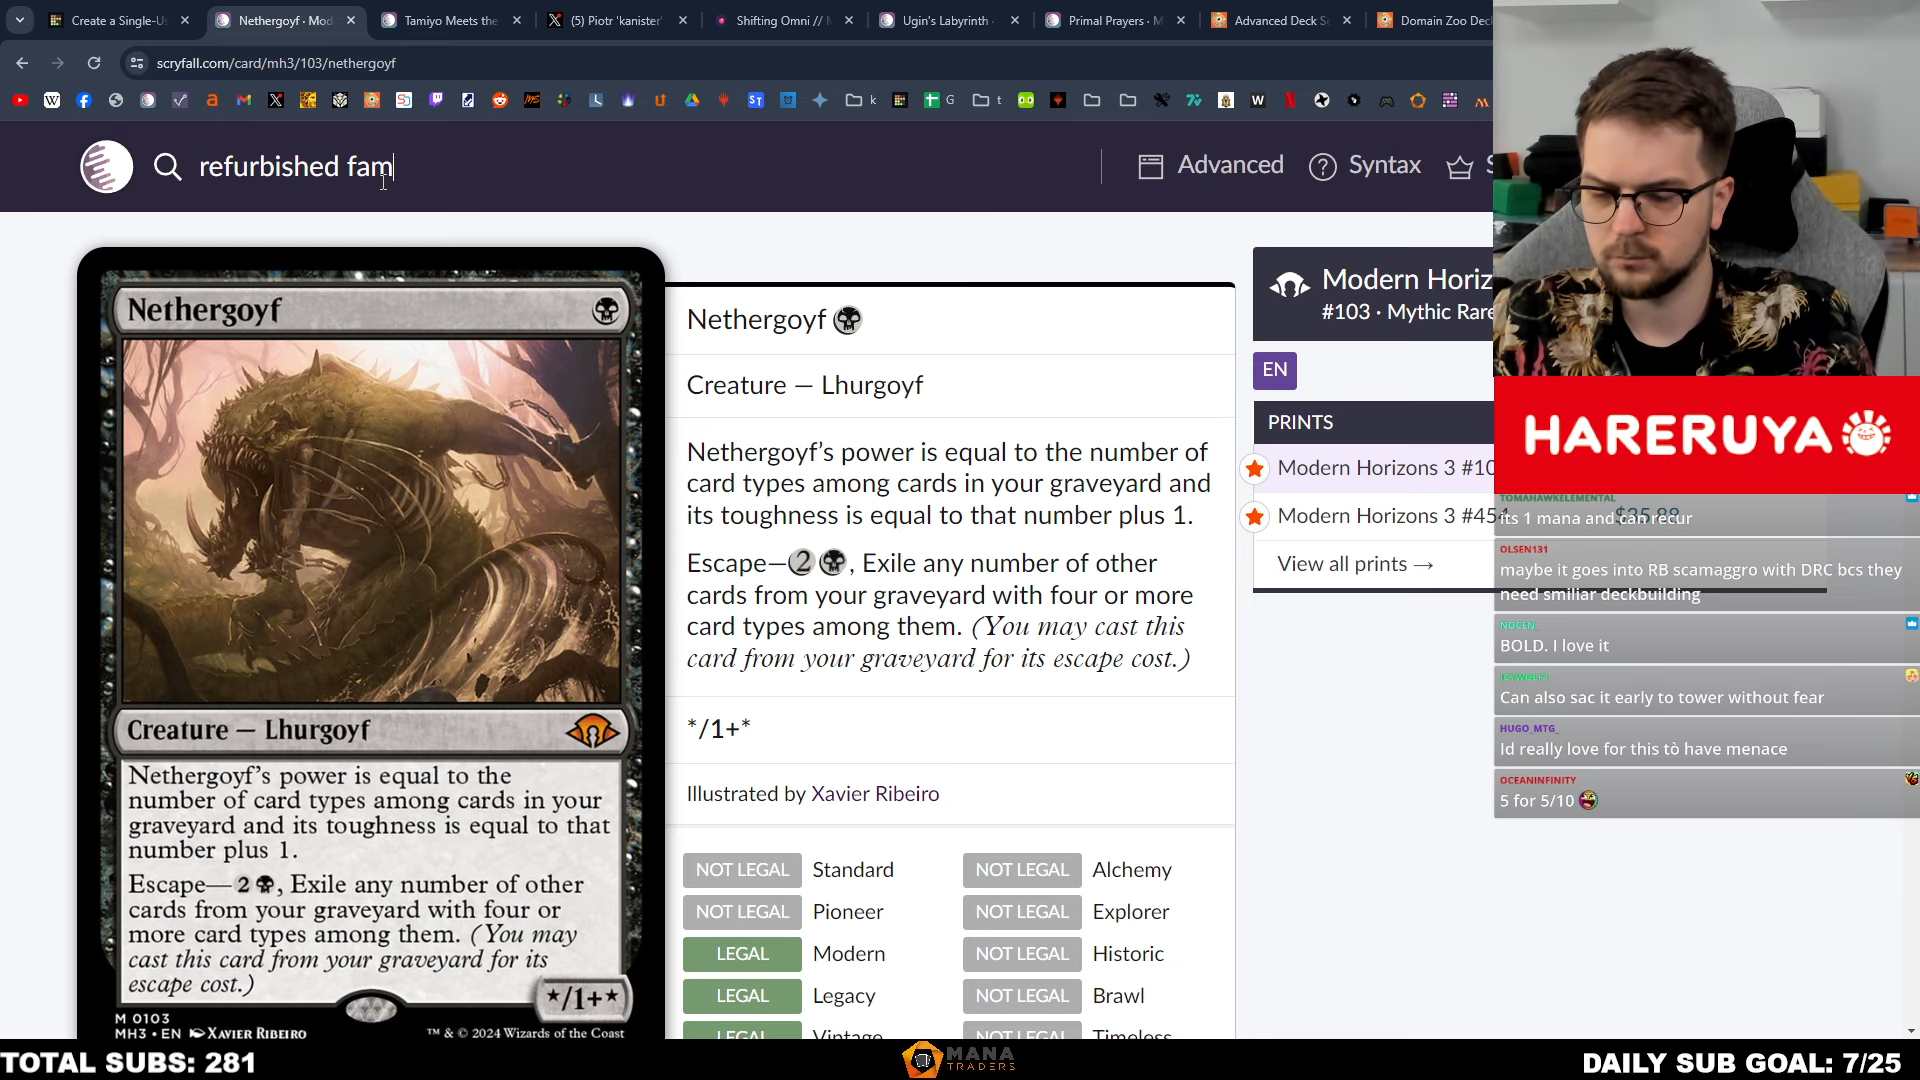 Create a Single-Us
Nethergoyf · Mod
Tamiyo Meets the
(5) Piotr 'kanister'
Shifting Omni // M
Ugin's Labyrinth ·
Primal Prayers · M
Advanced Deck Se
Domain Zoo Dec
scryfall.com/card/mh3/103/nethergoyf
refurbished fam
Advanced
Syntax
Nethergoyf
Creature — Lhurgoyf
Nethergoyf's power is equal to the
number of card types among cards in your
graveyard and its toughness is equal to that
number plus 1.
Escape—2, Exile any number of other
cards from your graveyard with four or
more card types among them. (You may
cast this card from your graveyard for its
escape cost.)
*/1+*
M 0103
MH3 • EN XAVIER RIBEIRO
™ & © 2024 Wizards of the Coast
Nethergoyf
Creature — Lhurgoyf
Nethergoyf's power is equal to the number of
card types among cards in your graveyard and
its toughness is equal to that number plus 1.
Escape—2, Exile any number of other
cards from your graveyard with four or more
card types among them. (You may cast this
card from your graveyard for its escape cost.)
*/1+*
Illustrated by Xavier Ribeiro
NOT LEGAL Standard NOT LEGAL Alchemy
NOT LEGAL Pioneer NOT LEGAL Explorer
LEGAL Modern NOT LEGAL Historic
LEGAL Legacy NOT LEGAL Brawl
LEGAL Vintage NOT LEGAL Timeless
Modern Horiz
#103 · Mythic Rare
EN
PRINTS
Modern Horizons 3 #10
Modern Horizons 3 #454
View all prints →
HARERUYA
TOMAHAWKELEMENTAL
its 1 mana and can recur
OLSEN131
maybe it goes into RB scamaggro with DRC bcs they
need smiliar deckbuilding
NOCEN_
BOLD. I love it
Can also sac it early to tower without fear
HUGO_MTG_
Id really love for this tò have menace
OCEANINFINITY
5 for 5/10
TOTAL SUBS: 281
MANA
TRADERS
DAILY SUB GOAL: 7/25